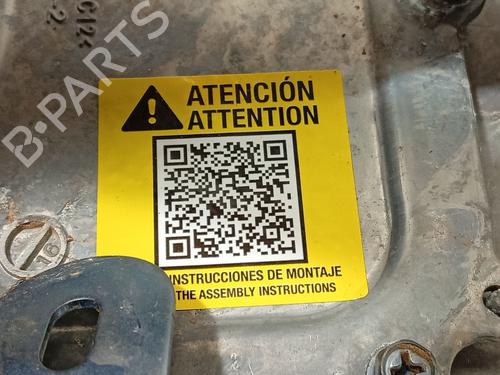 B-PARTS
ATENCIÓN
ATTENTION
INSTRUCCIONES DE MONTAJE
THE ASSEMBLY INSTRUCTIONS